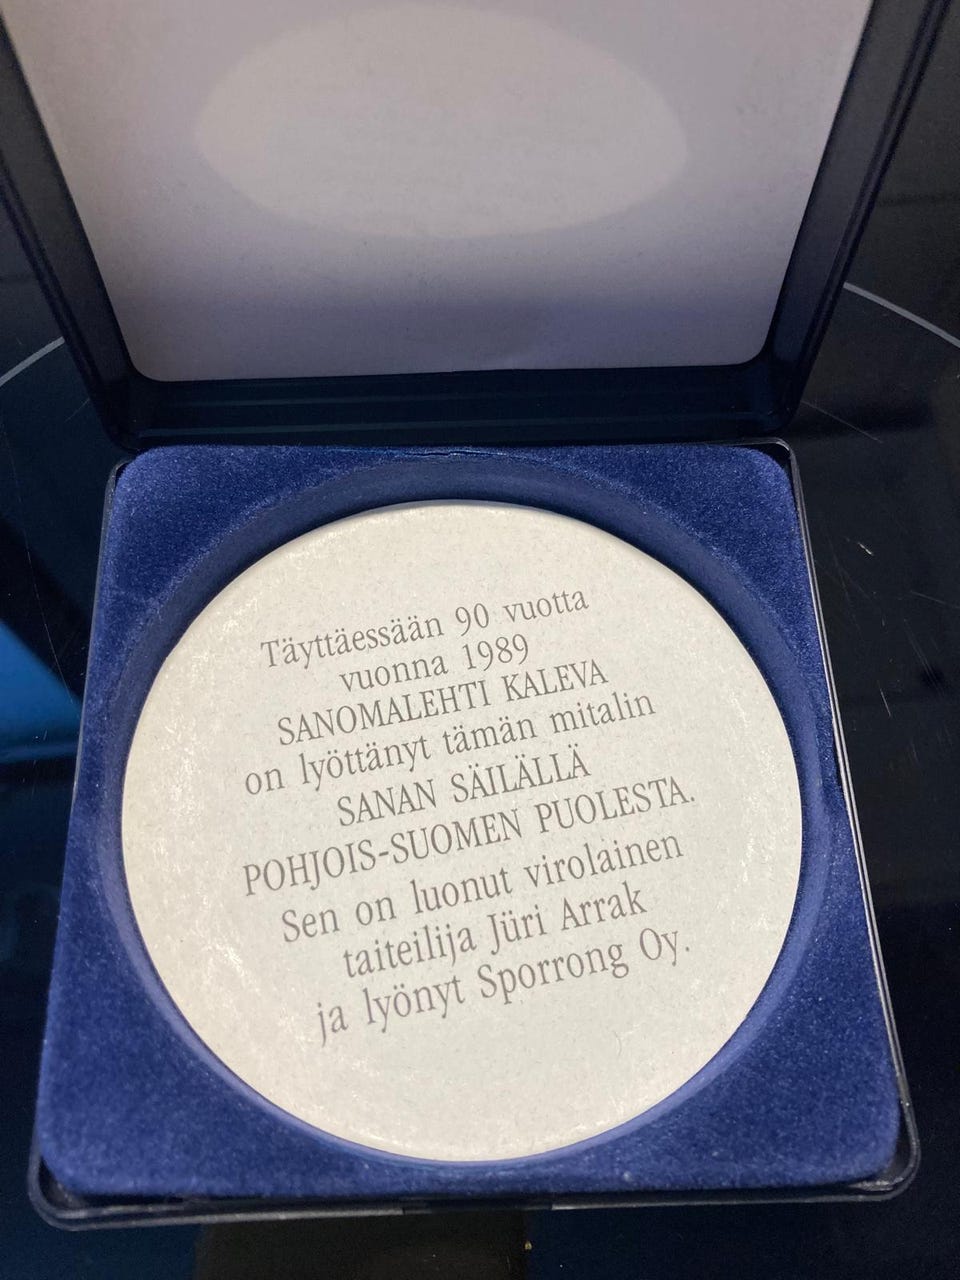 Täyttäessään 90 vuotta
vuonna 1989
SANOMALEHTI KALEVA
on lyöttänyt tämän mitalin
SANAN SÄILÄLLÄ
POHJOIS-SUOMEN PUOLESTA.
Sen on luonut virolainen
taiteilija Jüri Arrak
ja lyönyt Sporrong Oy.